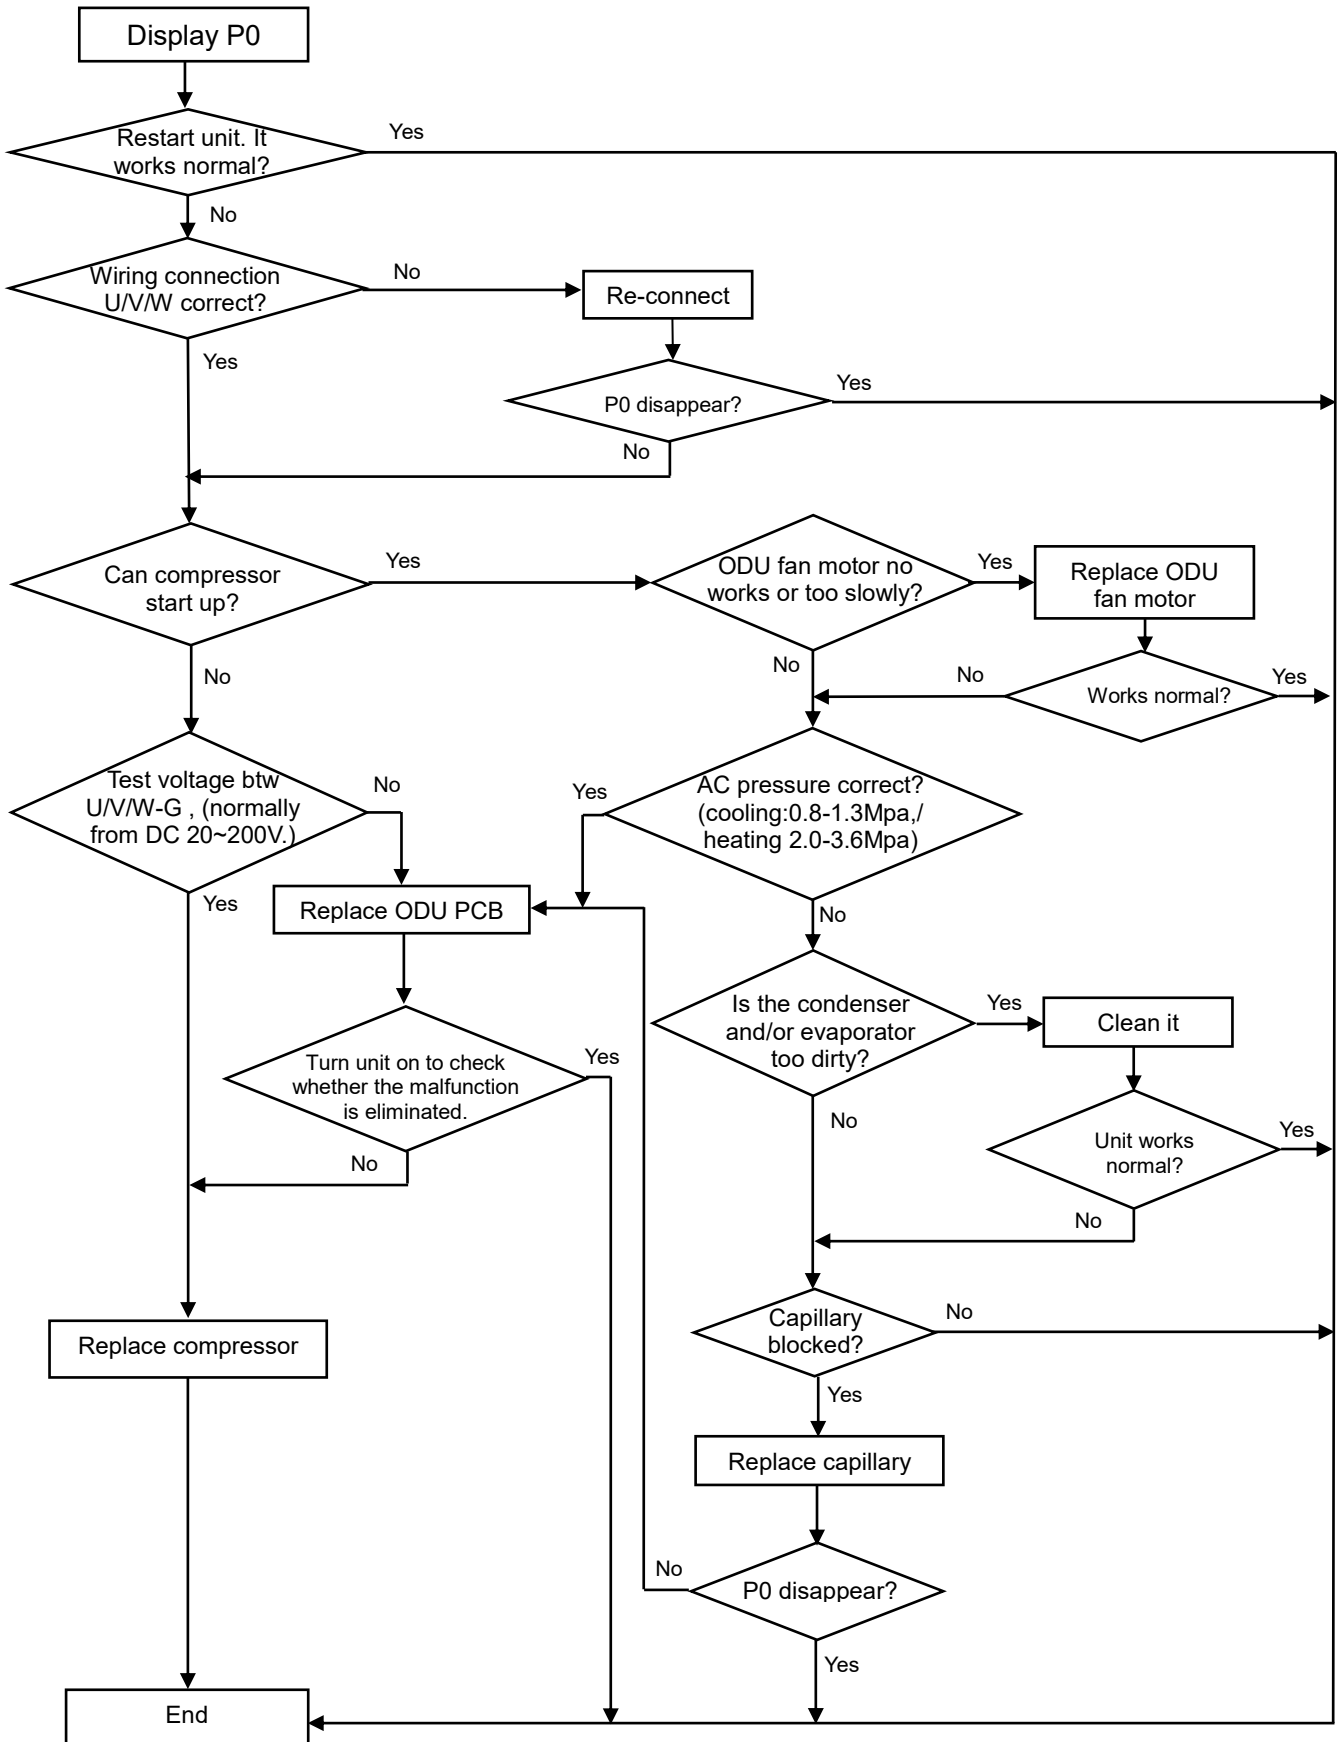 Display P0
Restart unit. It
works normal?
Yes
No
Wiring connection
U/V/W correct?
No
Re-connect
Yes
P0 disappear?
Yes
No
Can compressor
start up?
Yes
ODU fan motor no
works or too slowly?
Yes
Replace ODU
fan motor
No
No
Works normal?
Yes
No
Test voltage btw
U/V/W-G , (normally
from DC 20~200V.)
No
Yes
AC pressure correct?
(cooling:0.8-1.3Mpa,/
heating 2.0-3.6Mpa)
Yes
Replace ODU PCB
No
Is the condenser
and/or evaporator
too dirty?
Yes
Clean it
Turn unit on to check
whether the malfunction
is eliminated.
Yes
No
No
Unit works
normal?
Yes
No
Capillary
blocked?
No
Replace compressor
Yes
Replace capillary
No
P0 disappear?
Yes
End